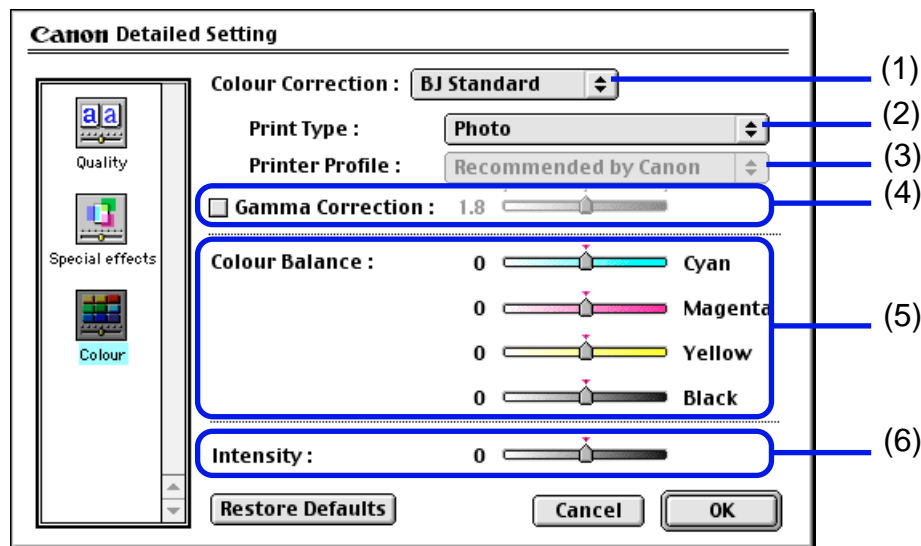 Canon Detailed Setting
Colour Correction : BJ Standard (1)
Print Type : Photo (2)
Printer Profile : Recommended by Canon (3)
Gamma Correction : 1.8 (4)
aa
Quality
Special effects
Colour
Colour Balance : 0 Cyan
0 Magenta (5)
0 Yellow
0 Black
Intensity : 0 (6)
Restore Defaults Cancel OK